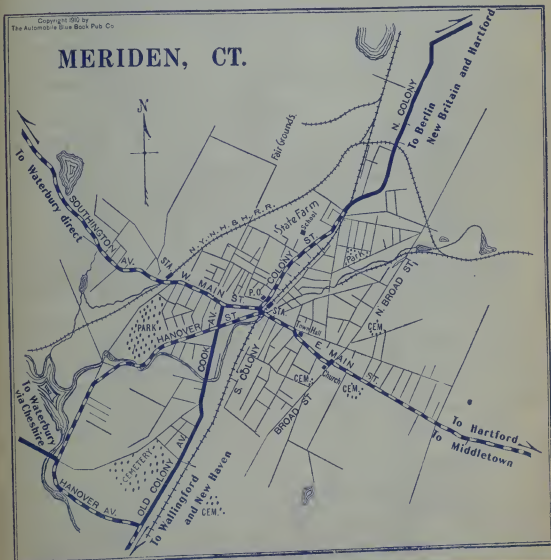 Copyright 1910 by
The Automobile Blue Book Pub Co
MERIDEN, CT.
N
To Berlin
New Britain and Hartford
N. COLONY
Fair Grounds.
To Waterbury direct
SOUTHINGTON AV.
N.Y.N.H & H.R.R.
State Farm
School
COLONY ST.
Park
STA.
W. MAIN ST.
P.O.
STA.
N. BROAD ST.
PARK
HANOVER ST
COOK AV.
Town Hall
CEM.
E. MAIN ST.
S. COLONY
Church
CEM.
CEM.
BROAD ST
To Waterbury
via Cheshire
To Hartford
To Middletown
CEMETERY
OLD COLONY AV.
HANOVER AV.
To Wallingford
and New Haven
CEM.